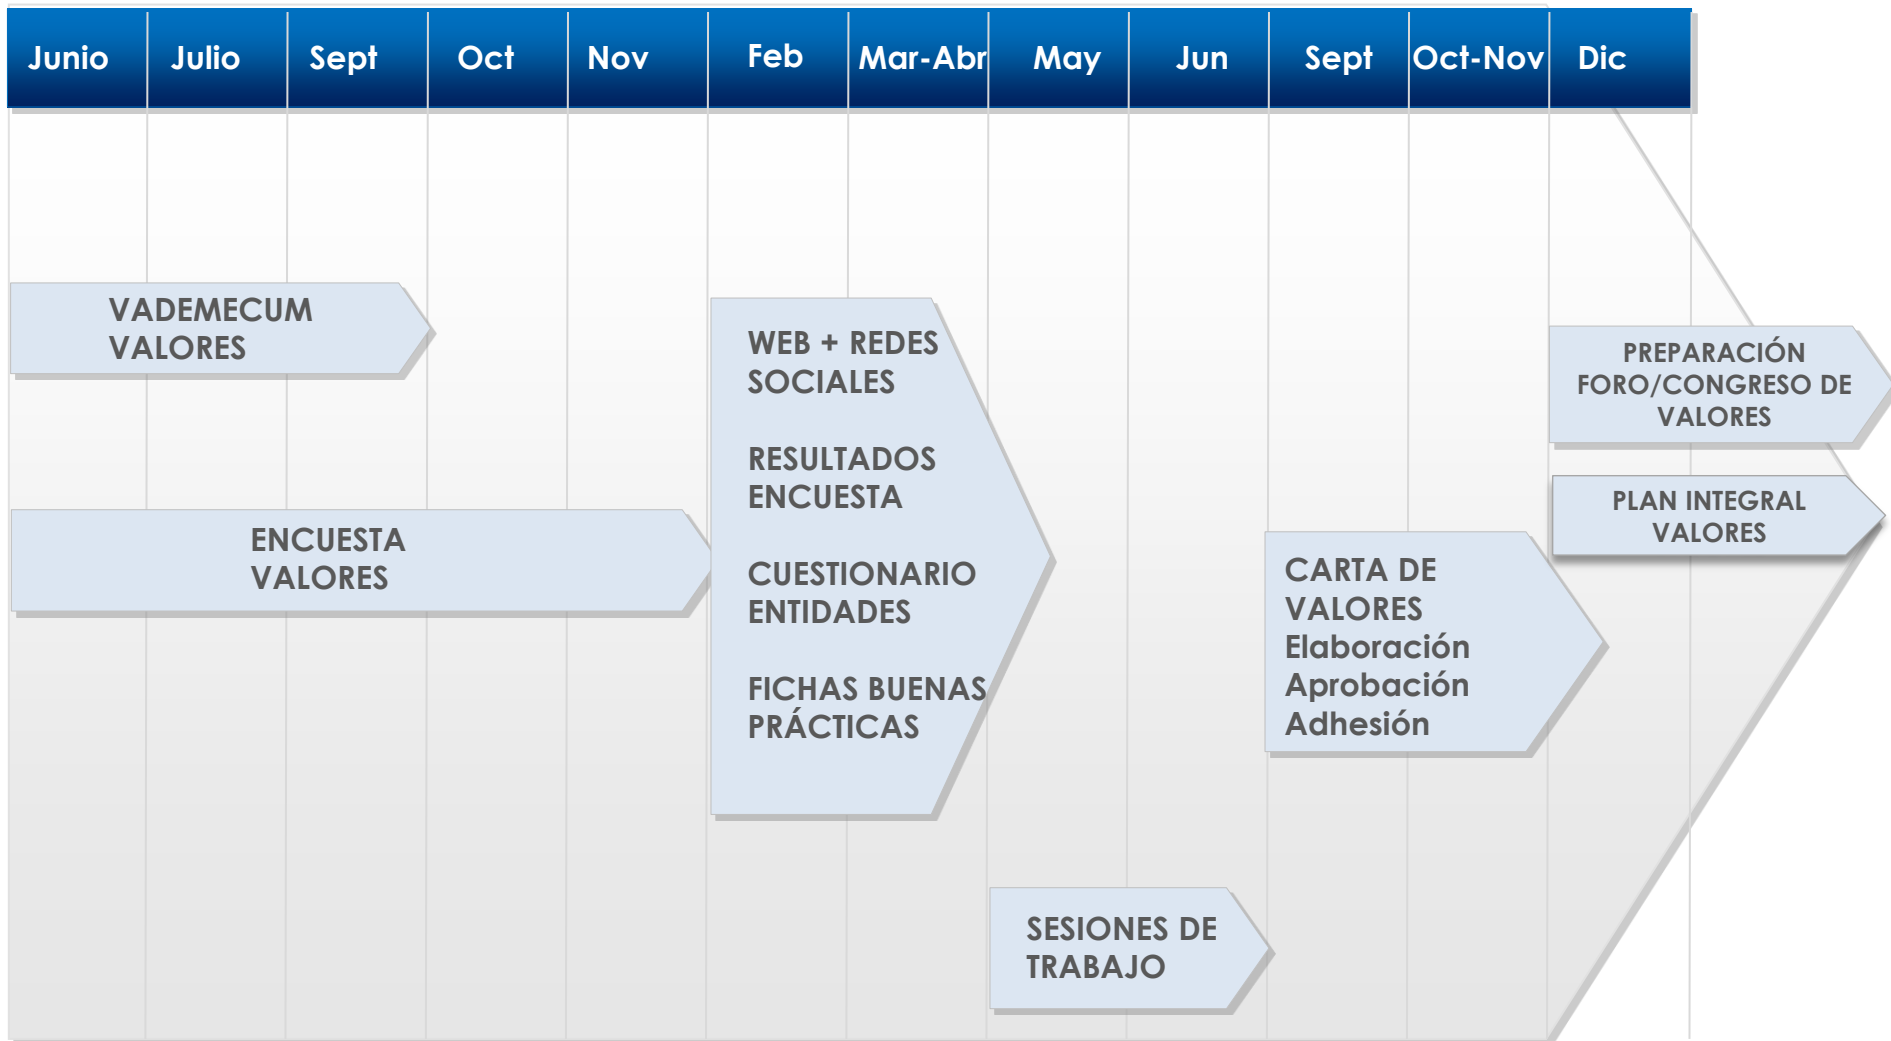 Junio Julio Sept Oct Nov Feb Mar-Abr May Jun Sept Oct-Nov Dic
VADEMECUM
VALORES
ENCUESTA
VALORES
WEB + REDES
SOCIALES
RESULTADOS
ENCUESTA
CUESTIONARIO
ENTIDADES
FICHAS BUENAS
PRÁCTICAS
SESIONES DE
TRABAJO
CARTA DE
VALORES
Elaboración
Aprobación
Adhesión
PREPARACIÓN
FORO/CONGRESO DE
VALORES
PLAN INTEGRAL
VALORES